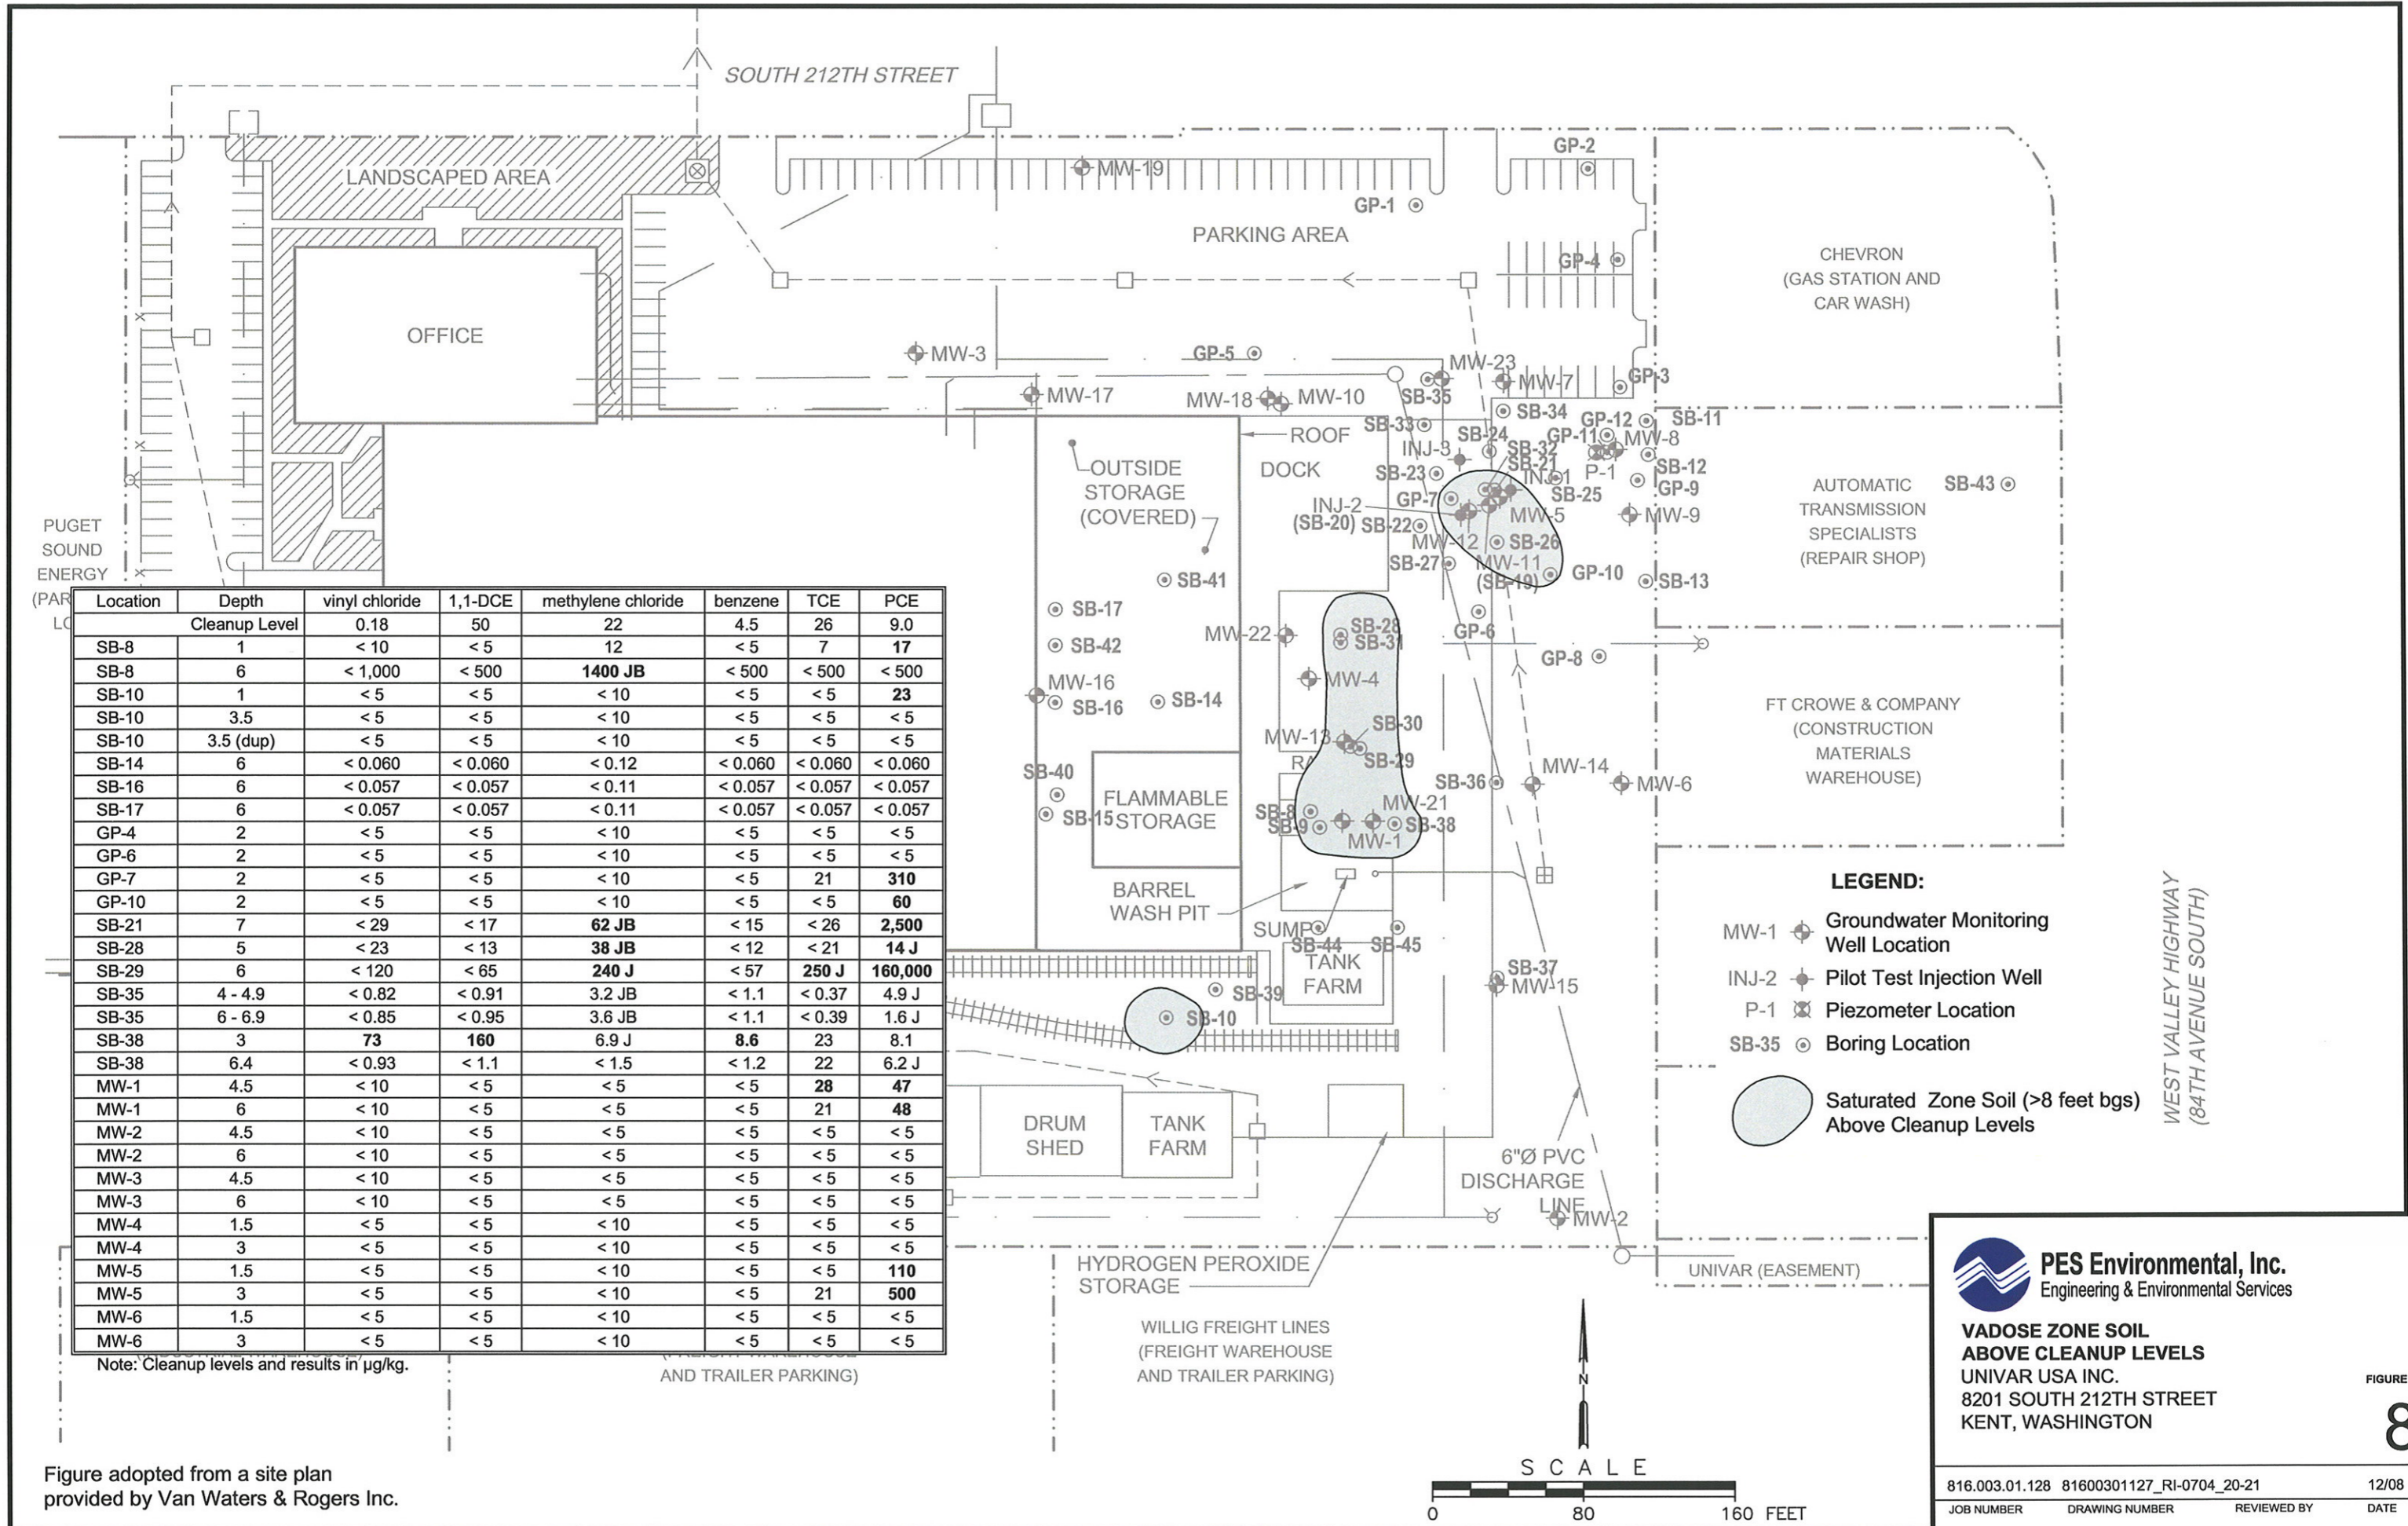 SOUTH 212TH STREET
LANDSCAPED AREA
MW-19
GP-2
GP-1
PARKING AREA
GP-4
CHEVRON
(GAS STATION AND
CAR WASH)
OFFICE
MW-3
GP-5
MW-23
MW-7
GP-3
MW-17
MW-18
MW-10
SB-35
SB-34
SB-33
GP-12
SB-11
ROOF
SB-24
GP-11
MW-8
INJ-3
SB-32
OUTSIDE
STORAGE
(COVERED)
DOCK
SB-23
SB-21
INJ-1
P-1
SB-12
SB-25
GP-9
GP-7
INJ-2
(SB-20)
SB-22
MW-5
MW-9
AUTOMATIC
TRANSMISSION
SPECIALISTS
(REPAIR SHOP)
SB-43
MW-12
SB-26
SB-27
MW-11
(SB-19)
GP-10
SB-13
PUGET
SOUND
ENERGY
(PAR
LO
SB-41
SB-17
SB-42
MW-16
SB-16
SB-14
MW-22
SB-28
SB-31
GP-6
GP-8
MW-4
SB-30
MW-13
SB-29
RA
FT CROWE & COMPANY
(CONSTRUCTION
MATERIALS
WAREHOUSE)
SB-40
SB-15
FLAMMABLE
STORAGE
SB-36
MW-14
MW-6
SB-8
SB-9
MW-21
SB-38
MW-1
BARREL
WASH PIT
SUMP
SB-44
SB-45
TANK
FARM
SB-37
MW-15
SB-39
SB-10
DRUM
SHED
TANK
FARM
6"Ø PVC
DISCHARGE
LINE
MW-2
HYDROGEN PEROXIDE
STORAGE
UNIVAR (EASEMENT)
WILLIG FREIGHT LINES
(FREIGHT WAREHOUSE
AND TRAILER PARKING)
AND TRAILER PARKING)
WEST VALLEY HIGHWAY
(84TH AVENUE SOUTH)
LEGEND:
MW-1 Groundwater Monitoring
Well Location
INJ-2 Pilot Test Injection Well
P-1 Piezometer Location
SB-35 Boring Location
Saturated Zone Soil (>8 feet bgs)
Above Cleanup Levels
Location Depth vinyl chloride 1,1-DCE methylene chloride benzene TCE PCE
Cleanup Level 0.18 50 22 4.5 26 9.0
SB-8 1 < 10 < 5 12 < 5 7 17
SB-8 6 < 1,000 < 500 1400 JB < 500 < 500 < 500
SB-10 1 < 5 < 5 < 10 < 5 < 5 23
SB-10 3.5 < 5 < 5 < 10 < 5 < 5 < 5
SB-10 3.5 (dup) < 5 < 5 < 10 < 5 < 5 < 5
SB-14 6 < 0.060 < 0.060 < 0.12 < 0.060 < 0.060 < 0.060
SB-16 6 < 0.057 < 0.057 < 0.11 < 0.057 < 0.057 < 0.057
SB-17 6 < 0.057 < 0.057 < 0.11 < 0.057 < 0.057 < 0.057
GP-4 2 < 5 < 5 < 10 < 5 < 5 < 5
GP-6 2 < 5 < 5 < 10 < 5 < 5 < 5
GP-7 2 < 5 < 5 < 10 < 5 21 310
GP-10 2 < 5 < 5 < 10 < 5 < 5 60
SB-21 7 < 29 < 17 62 JB < 15 < 26 2,500
SB-28 5 < 23 < 13 38 JB < 12 < 21 14 J
SB-29 6 < 120 < 65 240 J < 57 250 J 160,000
SB-35 4 - 4.9 < 0.82 < 0.91 3.2 JB < 1.1 < 0.37 4.9 J
SB-35 6 - 6.9 < 0.85 < 0.95 3.6 JB < 1.1 < 0.39 1.6 J
SB-38 3 73 160 6.9 J 8.6 23 8.1
SB-38 6.4 < 0.93 < 1.1 < 1.5 < 1.2 22 6.2 J
MW-1 4.5 < 10 < 5 < 5 < 5 28 47
MW-1 6 < 10 < 5 < 5 < 5 21 48
MW-2 4.5 < 10 < 5 < 5 < 5 < 5 < 5
MW-2 6 < 10 < 5 < 5 < 5 < 5 < 5
MW-3 4.5 < 10 < 5 < 5 < 5 < 5 < 5
MW-3 6 < 10 < 5 < 5 < 5 < 5 < 5
MW-4 1.5 < 5 < 5 < 10 < 5 < 5 < 5
MW-4 3 < 5 < 5 < 10 < 5 < 5 < 5
MW-5 1.5 < 5 < 5 < 10 < 5 < 5 110
MW-5 3 < 5 < 5 < 10 < 5 21 500
MW-6 1.5 < 5 < 5 < 10 < 5 < 5 < 5
MW-6 3 < 5 < 5 < 10 < 5 < 5 < 5
Note: Cleanup levels and results in µg/kg.
Figure adopted from a site plan
provided by Van Waters & Rogers Inc.
N
SCALE
0 80 160 FEET
PES Environmental, Inc.
Engineering & Environmental Services
VADOSE ZONE SOIL
ABOVE CLEANUP LEVELS
UNIVAR USA INC.
8201 SOUTH 212TH STREET
KENT, WASHINGTON
FIGURE
8
816.003.01.128 81600301127_RI-0704_20-21 12/08
JOB NUMBER DRAWING NUMBER REVIEWED BY DATE